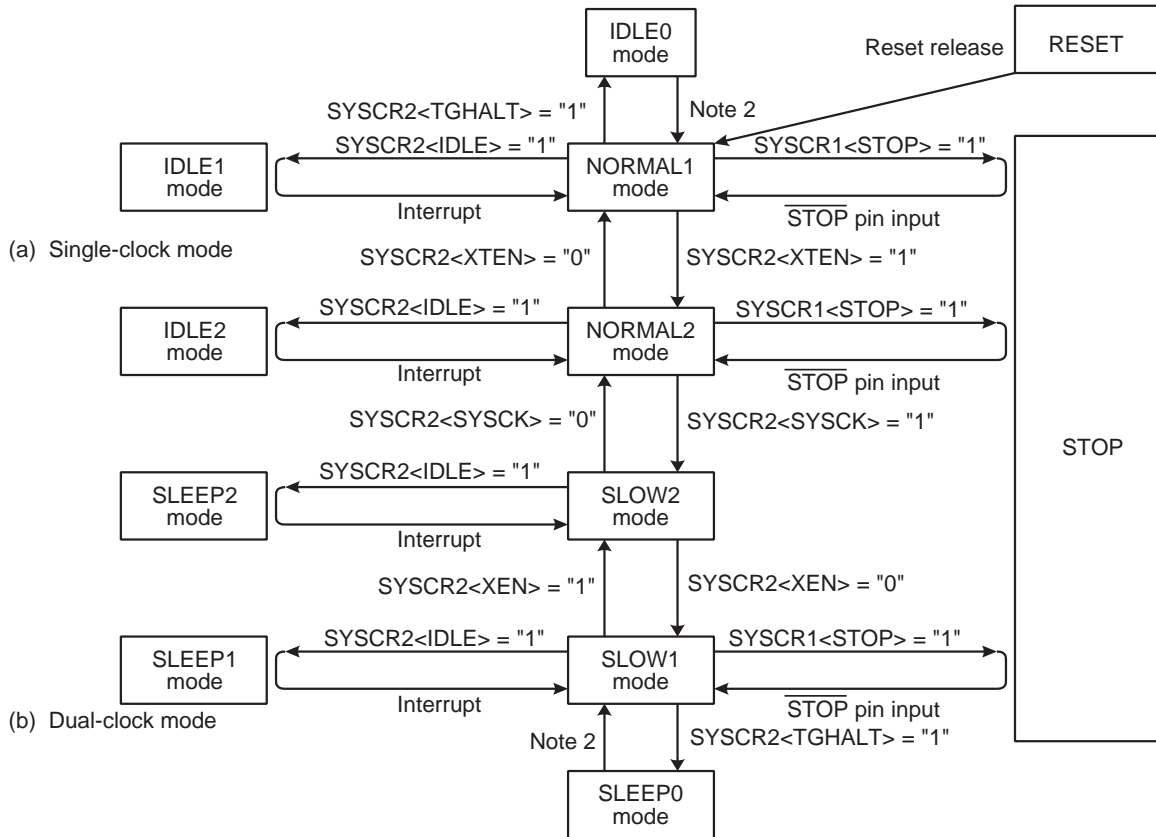 IDLE0
mode
Reset release
RESET
SYSCR2<TGHALT> = "1"
Note 2
IDLE1
mode
SYSCR2<IDLE> = "1"
Interrupt
NORMAL1
mode
SYSCR1<STOP> = "1"
STOP pin input
(a) Single-clock mode
SYSCR2<XTEN> = "0"
SYSCR2<XTEN> = "1"
IDLE2
mode
SYSCR2<IDLE> = "1"
Interrupt
NORMAL2
mode
SYSCR1<STOP> = "1"
STOP pin input
STOP
SYSCR2<SYSCK> = "0"
SYSCR2<SYSCK> = "1"
SLEEP2
mode
SYSCR2<IDLE> = "1"
Interrupt
SLOW2
mode
SYSCR2<XEN> = "1"
SYSCR2<XEN> = "0"
SLEEP1
mode
SYSCR2<IDLE> = "1"
Interrupt
SLOW1
mode
SYSCR1<STOP> = "1"
STOP pin input
(b) Dual-clock mode
Note 2
SYSCR2<TGHALT> = "1"
SLEEP0
mode